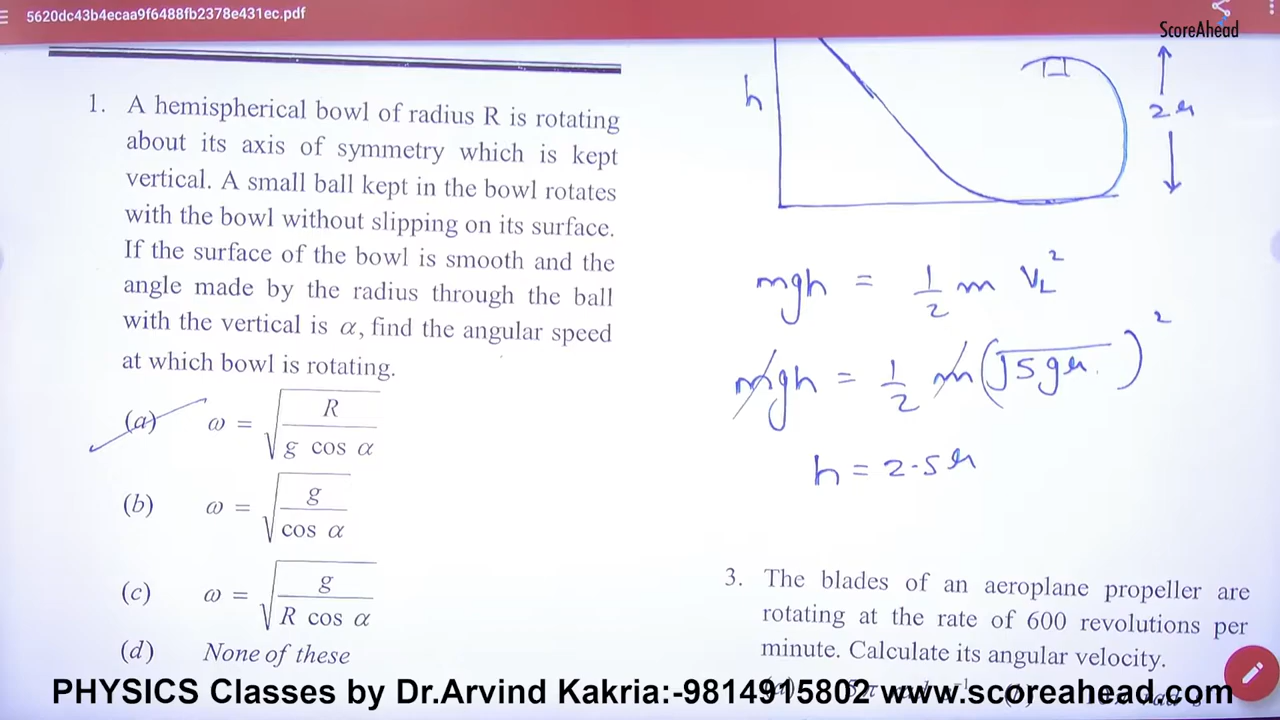 5620dc43b4ecaa9f6488fb2378e431ec.pdf
ScoreAhead
1. A hemispherical bowl of radius R is rotating
about its axis of symmetry which is kept
vertical. A small ball kept in the bowl rotates
with the bowl without slipping on its surface.
If the surface of the bowl is smooth and the
angle made by the radius through the ball
with the vertical is α, find the angular speed
at which bowl is rotating.
(a) ω = √(R / g cos α)
(b) ω = √(g / cos α)
(c) ω = √(g / R cos α)
(d) None of these
h
2r
mgh = 1/2 m V_L²
mgh = 1/2 m (√5gr)²
h = 2.5r
3. The blades of an aeroplane propeller are
rotating at the rate of 600 revolutions per
minute. Calculate its angular velocity.
PHYSICS Classes by Dr.Arvind Kakria:-9814915802 www.scoreahead.com